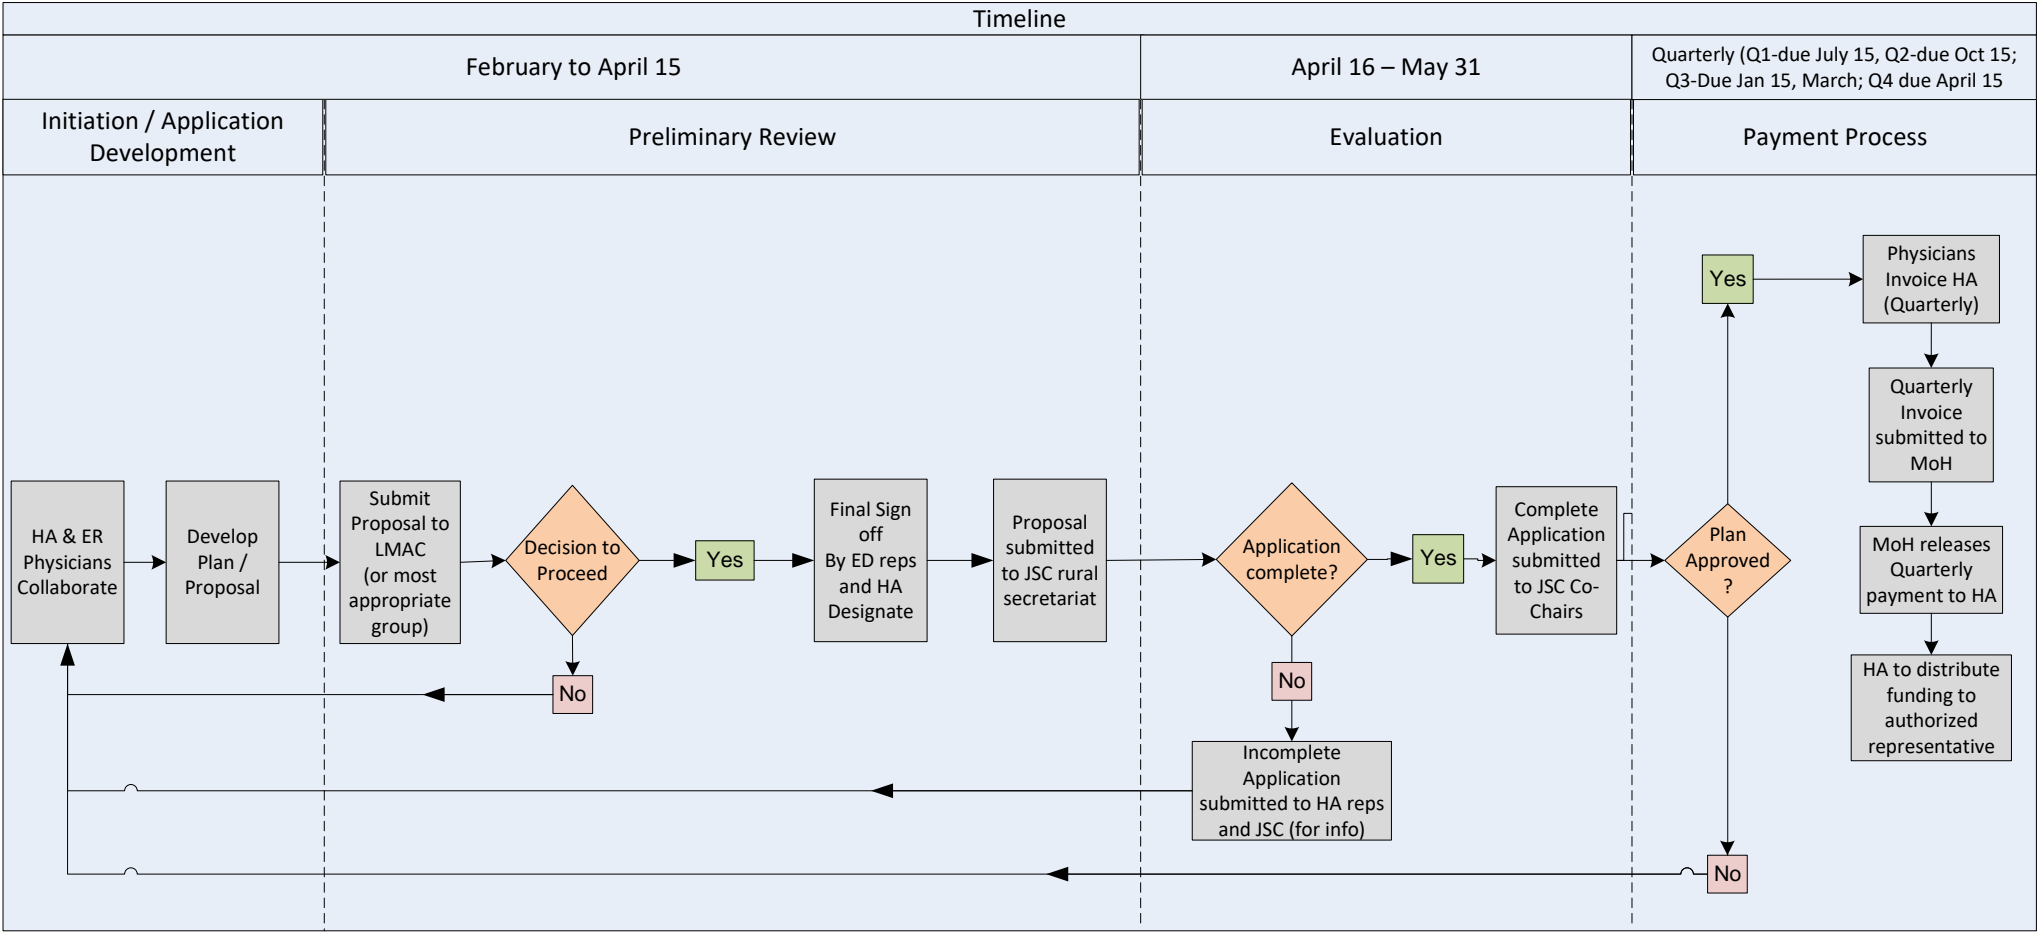 Timeline
February to April 15
April 16 – May 31
Quarterly (Q1-due July 15, Q2-due Oct 15;
Q3-Due Jan 15, March; Q4 due April 15
Initiation / Application
Development
Preliminary Review
Evaluation
Payment Process
HA & ER
Physicians
Collaborate
Develop
Plan /
Proposal
Submit
Proposal to
LMAC
(or most
appropriate
group)
Decision to
Proceed
Yes
No
Final Sign
off
By ED reps
and HA
Designate
Proposal
submitted
to JSC rural
secretariat
Application
complete?
Yes
No
Incomplete
Application
submitted to HA reps
and JSC (for info)
Complete
Application
submitted
to JSC Co-
Chairs
Plan
Approved
?
Yes
No
Physicians
Invoice HA
(Quarterly)
Quarterly
Invoice
submitted to
MoH
MoH releases
Quarterly
payment to HA
HA to distribute
funding to
authorized
representative